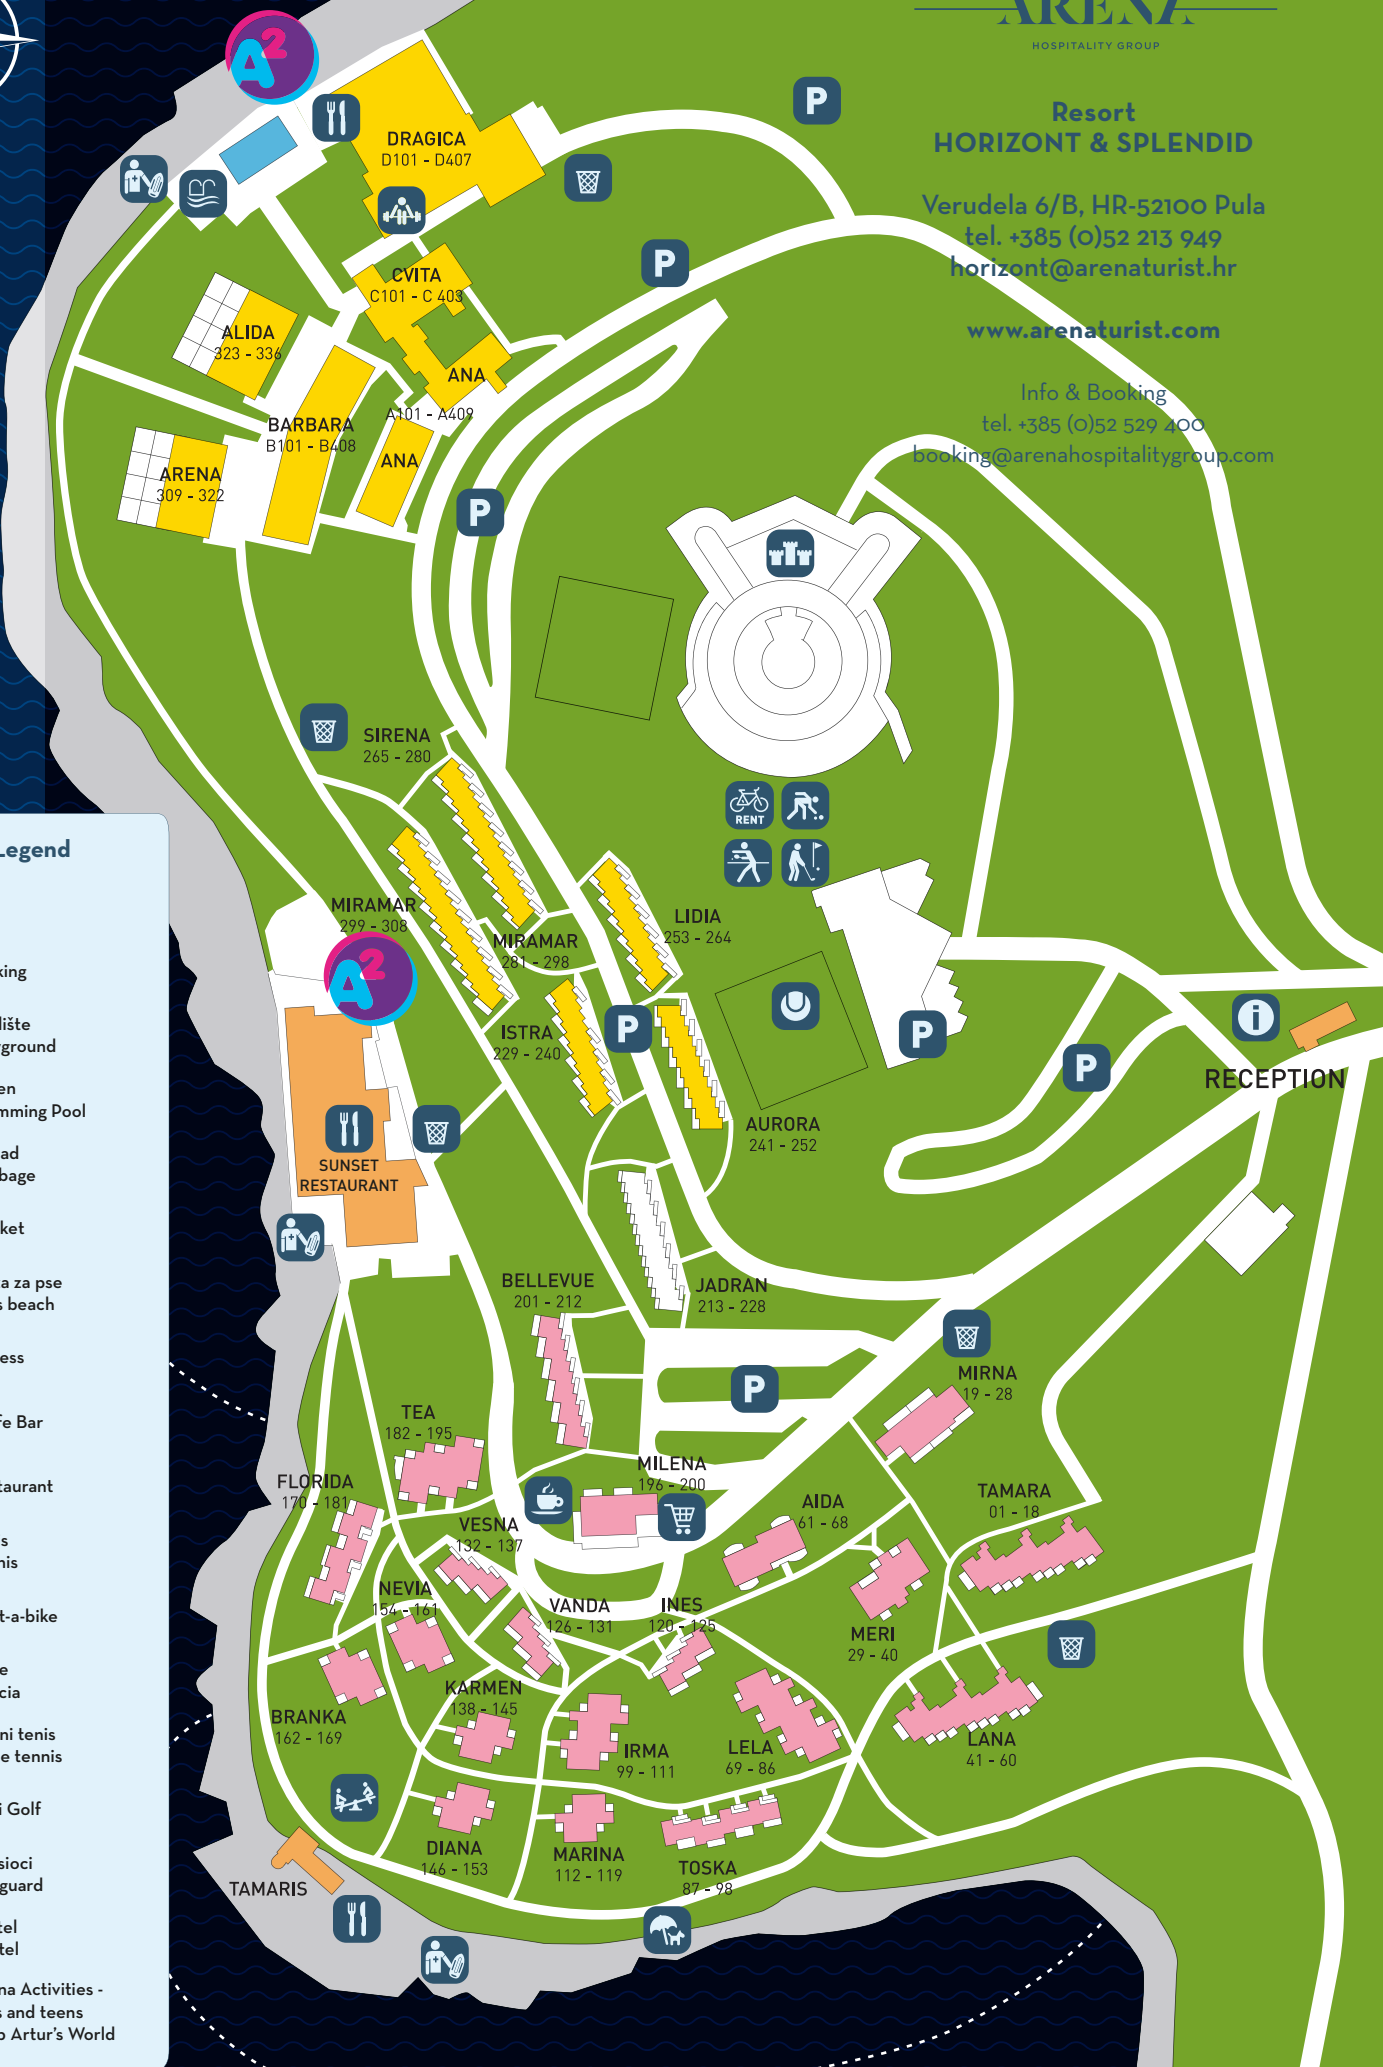 ARENA
HOSPITALITY GROUP
Resort
HORIZONT & SPLENDID
Verudela 6/B, HR-52100 Pula
tel. +385 (0)52 213 949
horizont@arenaturist.hr
www.arenaturist.com
Info & Booking
tel. +385 (0)52 529 400
booking@arenahospitalitygroup.com
A2
P
DRAGICA
D101 - D407
P
CVITA
C101 - C 403
ALIDA
323 - 336
ANA
A101 - A409
BARBARA
B101 - B408
ANA
ARENA
309 - 322
P
SIRENA
265 - 280
RENT
MIRAMAR
299 - 308
LIDIA
253 - 264
MIRAMAR
281 - 298
A2
ISTRA
229 - 240
P
P
i
P
RECEPTION
AURORA
241 - 252
SUNSET
RESTAURANT
BELLEVUE
201 - 212
JADRAN
213 - 228
MIRNA
19 - 28
P
TEA
182 - 195
MILENA
196 - 200
FLORIDA
170 - 181
AIDA
61 - 68
TAMARA
01 - 18
VESNA
132 - 137
NEVIA
154 - 161
VANDA
126 - 131
INES
120 - 125
MERI
29 - 40
KARMEN
138 - 145
BRANKA
162 - 169
IRMA
99 - 111
LELA
69 - 86
LANA
41 - 60
DIANA
146 - 153
MARINA
112 - 119
TOSKA
87 - 98
TAMARIS
Legend
king
lište
ground
en
mming Pool
ad
bage
ket
a za pse
s beach
ess
fe Bar
taurant
s
nis
t-a-bike
e
cia
ni tenis
e tennis
i Golf
sioci
guard
tel
tel
na Activities -
s and teens
o Artur's World